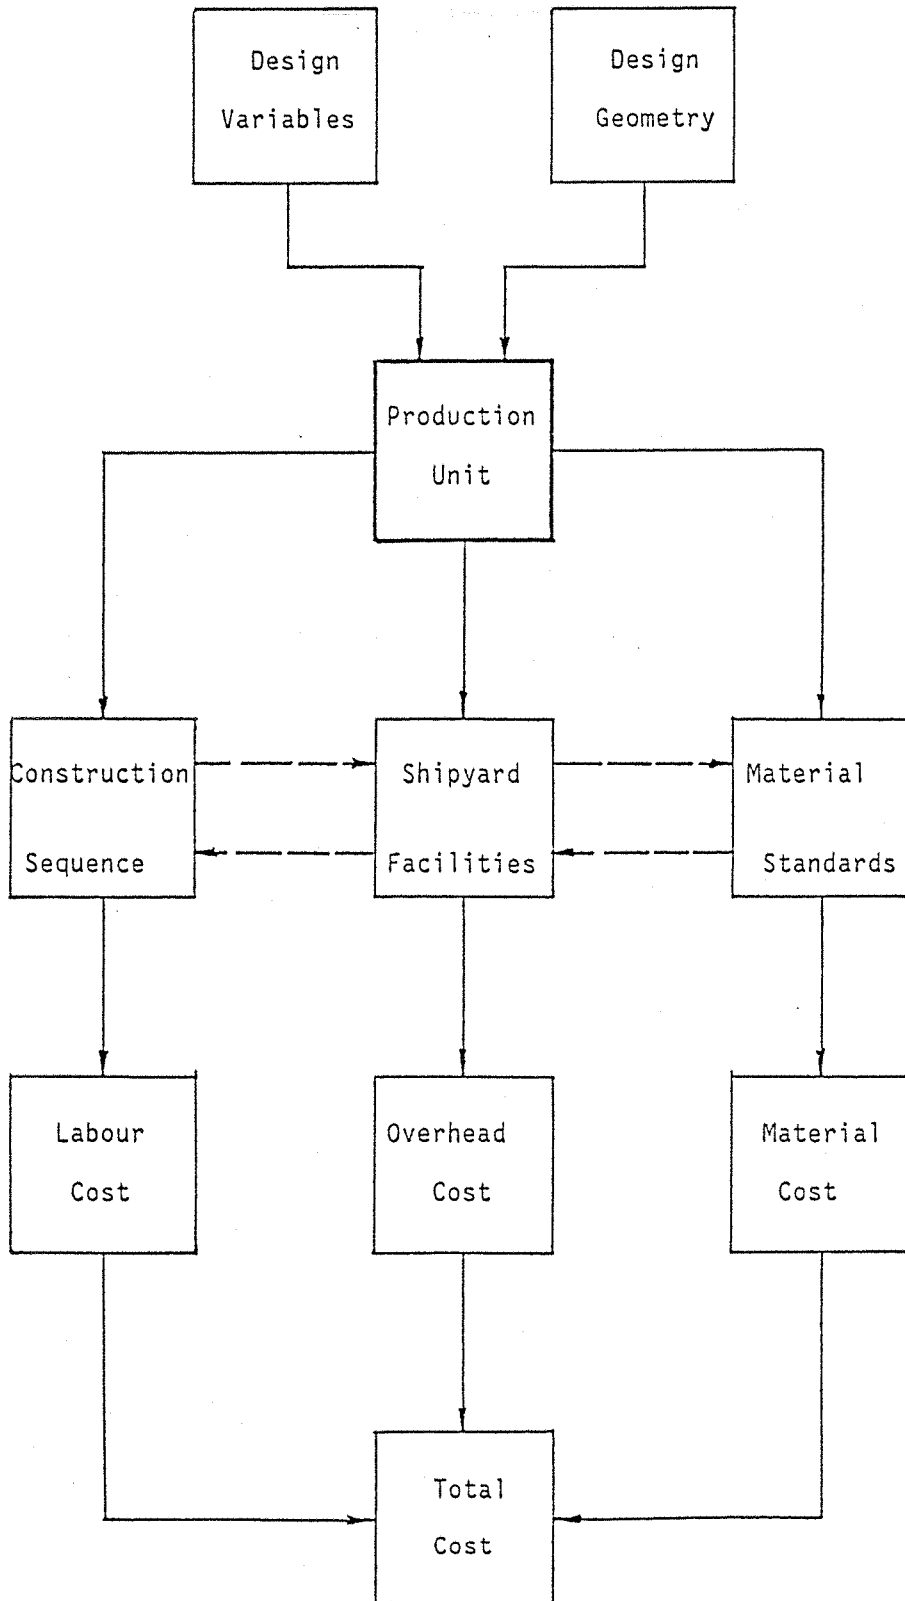 Design
Variables
Design
Geometry
Production
Unit
Construction
Sequence
Shipyard
Facilities
Material
Standards
Labour
Cost
Overhead
Cost
Material
Cost
Total
Cost